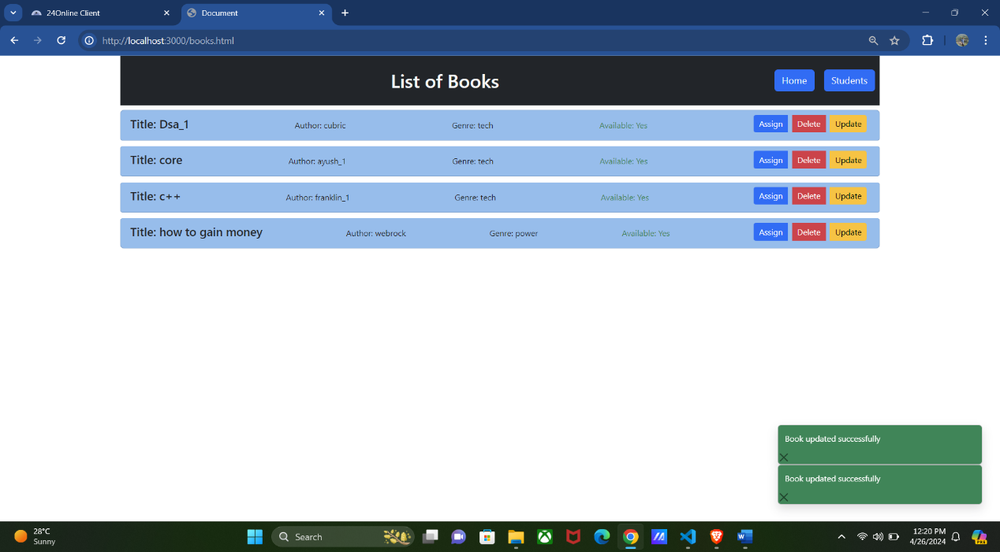 24Online Client
Document
http://localhost:3000/books.html
List of Books
Home
Students
Title: Dsa_1 Author: cubric Genre: tech Available: Yes Assign Delete Update
Title: core Author: ayush_1 Genre: tech Available: Yes Assign Delete Update
Title: c++ Author: franklin_1 Genre: tech Available: Yes Assign Delete Update
Title: how to gain money Author: webrock Genre: power Available: Yes Assign Delete Update
Book updated successfully
Book updated successfully
28°C
Sunny
Search
12:20 PM
4/26/2024
PRE